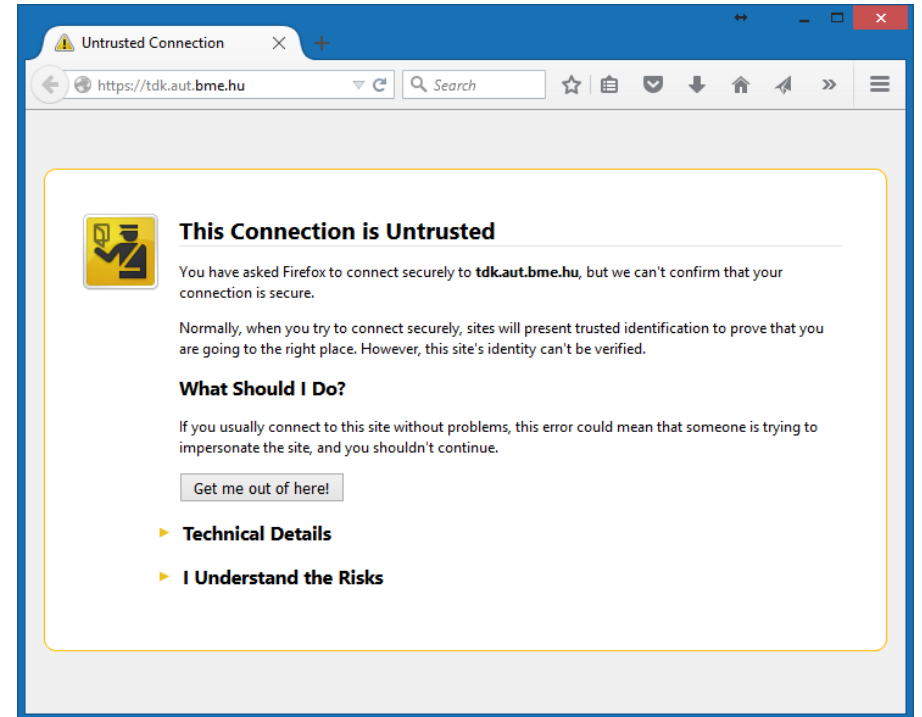 Untrusted Connection
https://tdk.aut.bme.hu
Search
This Connection is Untrusted
You have asked Firefox to connect securely to tdk.aut.bme.hu, but we can't confirm that your
connection is secure.
Normally, when you try to connect securely, sites will present trusted identification to prove that you
are going to the right place. However, this site's identity can't be verified.
What Should I Do?
If you usually connect to this site without problems, this error could mean that someone is trying to
impersonate the site, and you shouldn't continue.
Get me out of here!
Technical Details
I Understand the Risks